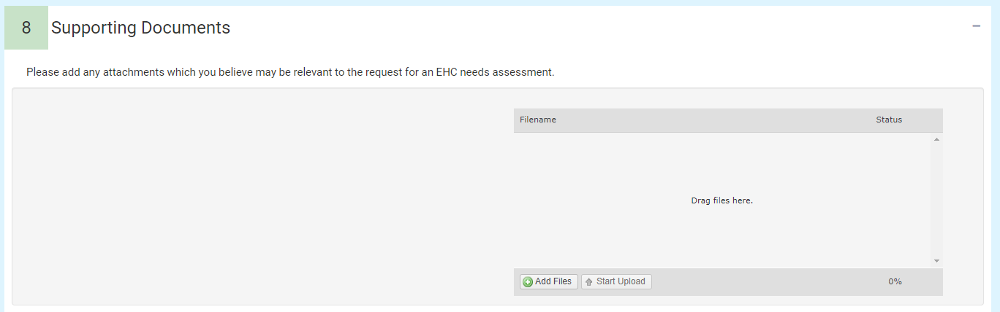 8 Supporting Documents
Please add any attachments which you believe may be relevant to the request for an EHC needs assessment.
Filename Status
Drag files here.
Add Files Start Upload 0%